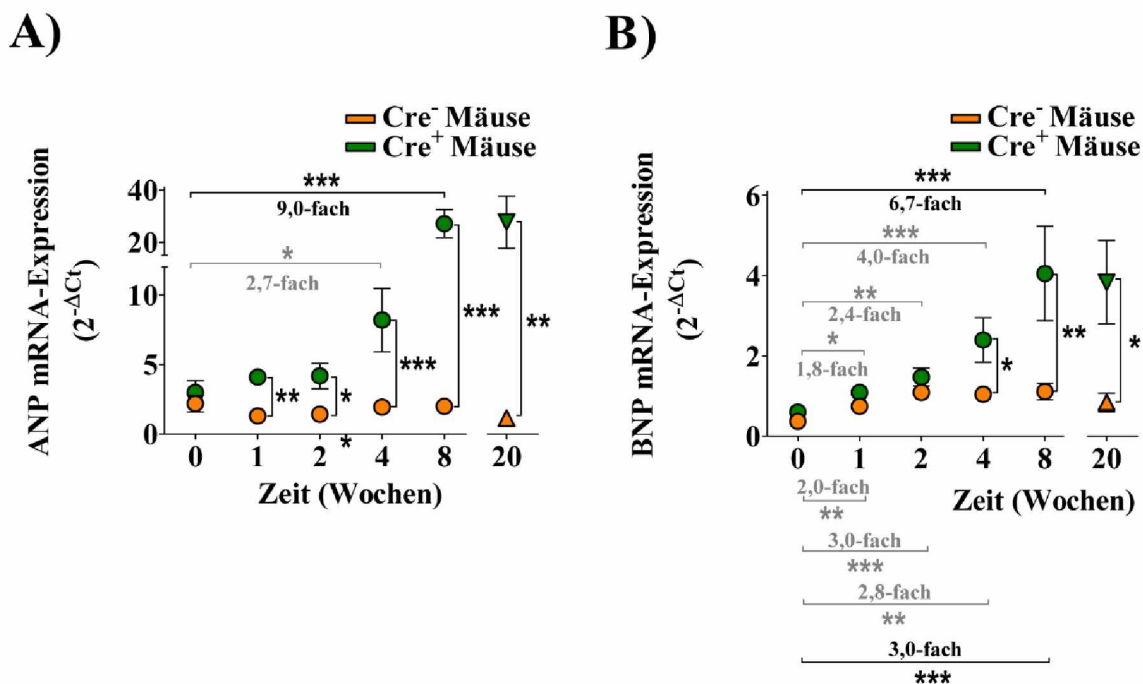 A)
Cre⁻ Mäuse
Cre⁺ Mäuse
ANP mRNA-Expression
(2^-ΔCt)
40
20
10
5
0
***
9,0-fach
*
2,7-fach
**
*
***
***
**
*
0 1 2 4 8 20
Zeit (Wochen)
B)
Cre⁻ Mäuse
Cre⁺ Mäuse
BNP mRNA-Expression
(2^-ΔCt)
6
4
2
0
***
6,7-fach
***
4,0-fach
**
2,4-fach
*
1,8-fach
*
**
*
0 1 2 4 8 20
Zeit (Wochen)
2,0-fach
**
3,0-fach
***
2,8-fach
**
3,0-fach
***